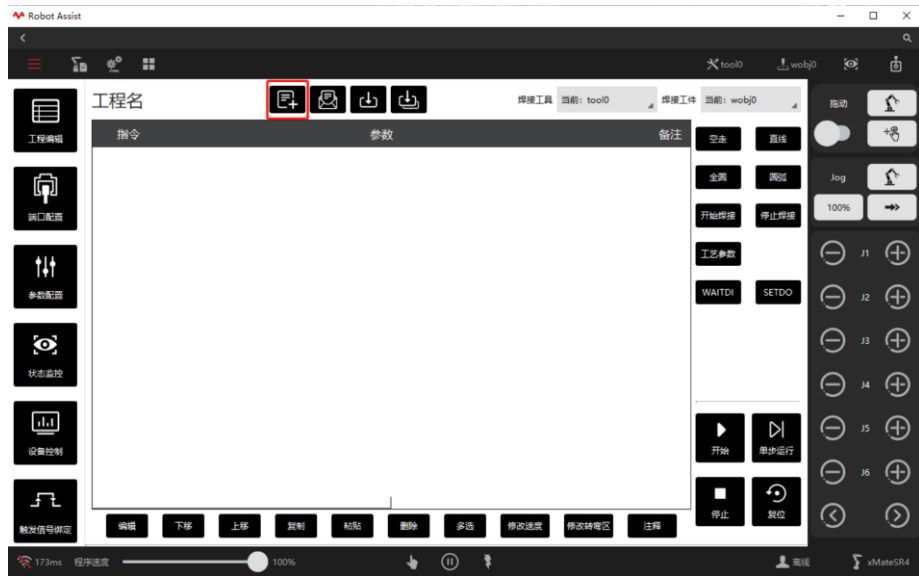 Robot Assist
tool0 wobj0
工程名 焊接工具 当前: tool0 焊接工件 当前: wobj0
指令 参数 备注
工程编辑
端口配置
参数配置
状态监控
设备控制
触发信号绑定
空走 直线
全圆 圆弧
开始焊接 停止焊接
工艺参数
WAITDI SETDO
开始 单步运行
停止 复位
拖动
Jog
100%
J1
J2
J3
J4
J5
J6
编辑 下移 上移 复制 粘贴 删除 多选 修改速度 修改转弯区 注释
173ms 程序速度 100% 离线 xMateSR4